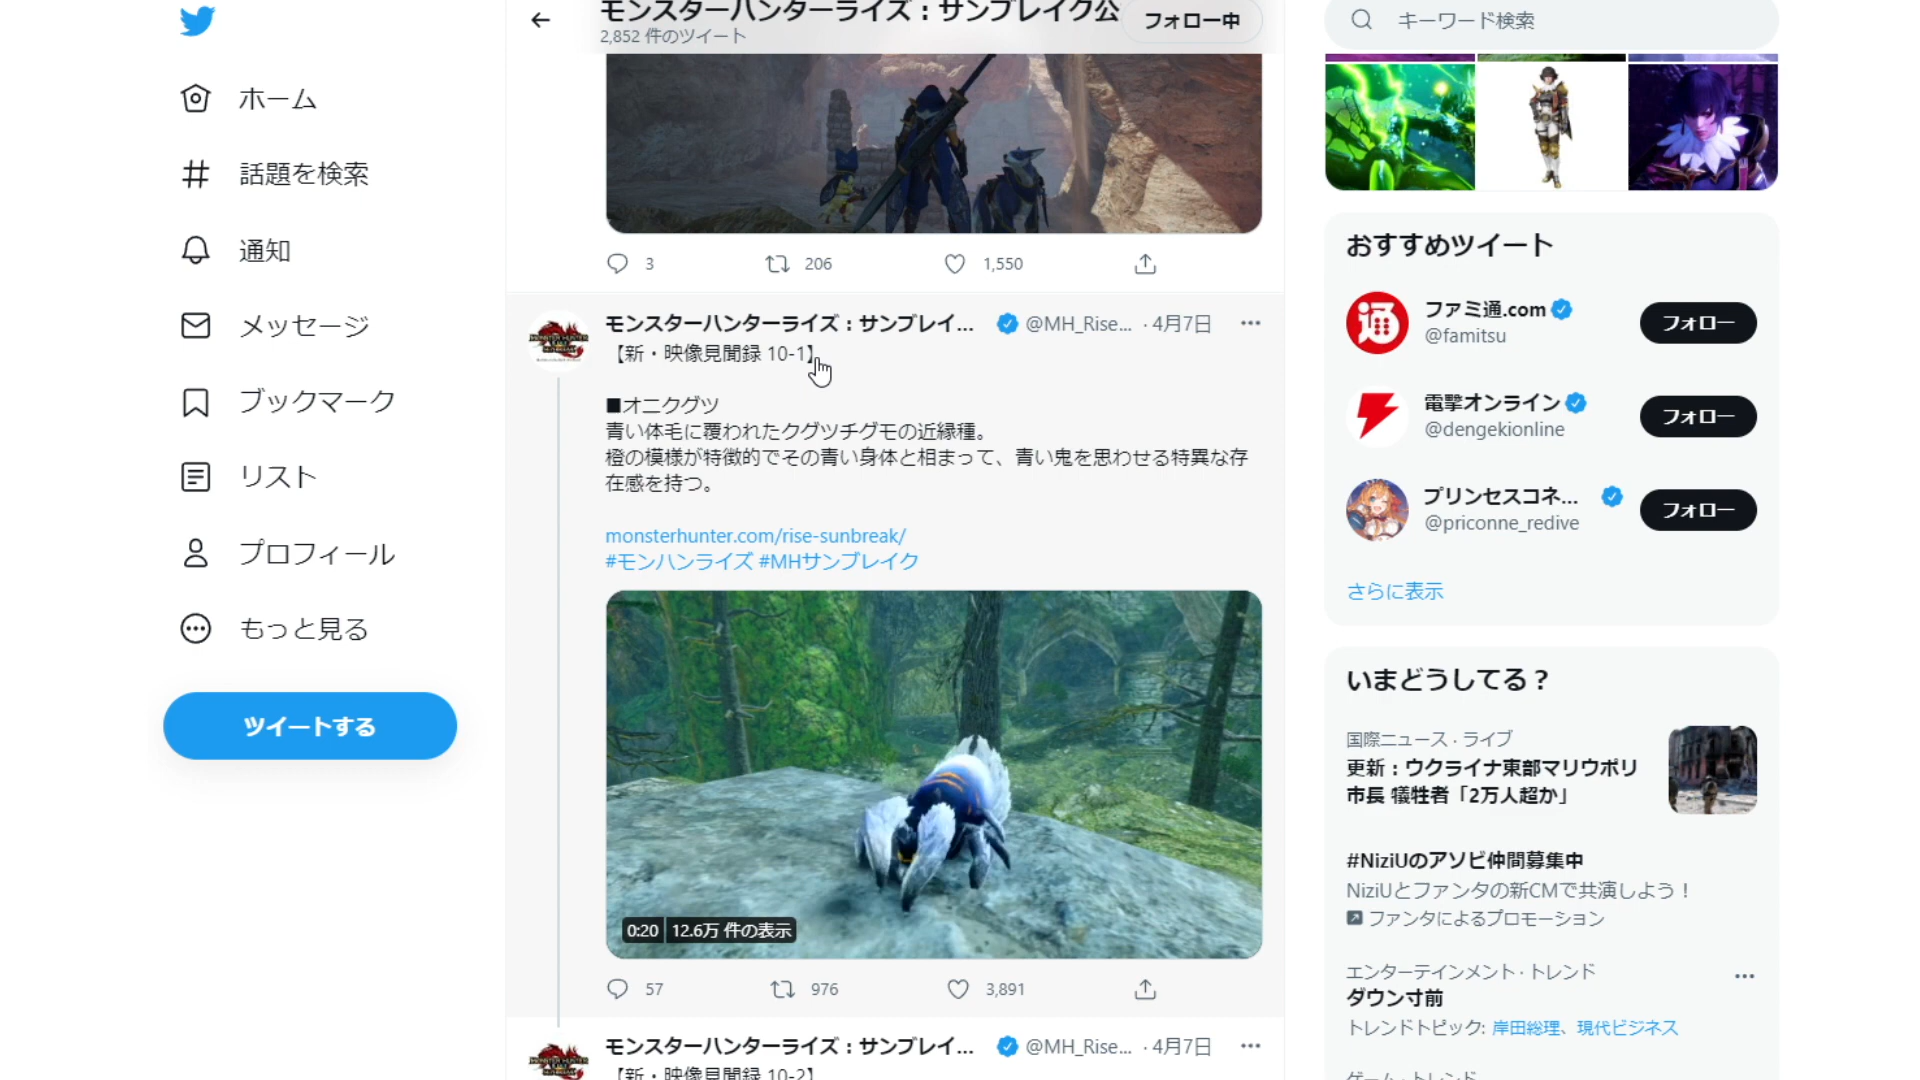 モンスターハンターライズ：サンブレイク公
2,852 件のツイート
フォロー中
キーワード検索
ホーム
話題を検索
通知
メッセージ
ブックマーク
リスト
プロフィール
もっと見る
ツイートする
3
206
1,550
モンスターハンターライズ：サンブレイ... @MH_Rise... · 4月7日
【新・映像見聞録 10-1】
■オニクグツ
青い体毛に覆われたクグツチグモの近縁種。
橙の模様が特徴的でその青い身体と相まって、青い鬼を思わせる特異な存
在感を持つ。
monsterhunter.com/rise-sunbreak/
#モンハンライズ #MHサンブレイク
0:20 12.6万 件の表示
57
976
3,891
モンスターハンターライズ：サンブレイ... @MH_Rise... · 4月7日
【新・映像見聞録 10-2】
おすすめツイート
ファミ通.com
@famitsu
フォロー
電撃オンライン
@dengekionline
フォロー
プリンセスコネ...
@priconne_redive
フォロー
さらに表示
いまどうしてる？
国際ニュース · ライブ
更新：ウクライナ東部マリウポリ
市長 犠牲者「2万人超か」
#NiziUのアソビ仲間募集中
NiziUとファンタの新CMで共演しよう！
ファンタによるプロモーション
エンターテインメント · トレンド
ダウン寸前
トレンドトピック: 岸田総理、現代ビジネス
ゲーム · トレンド